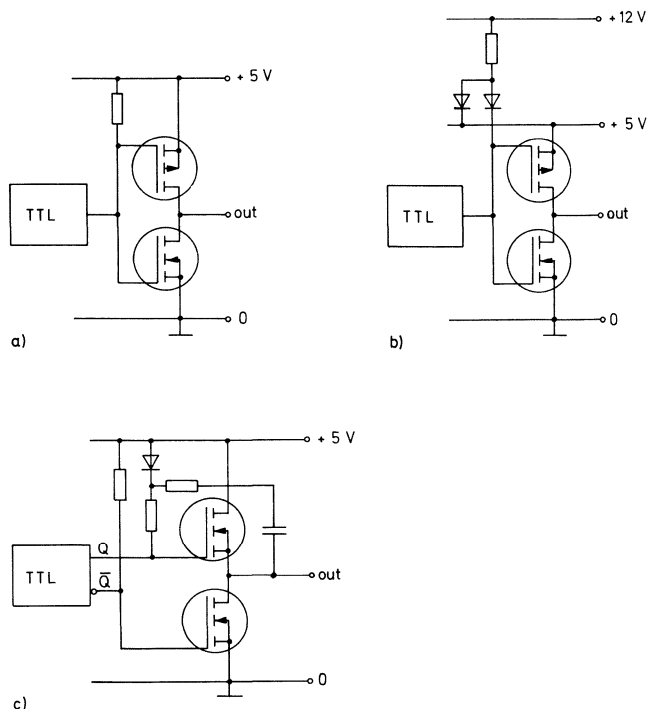 + 5 V
TTL
out
0
a)
+ 12 V
+ 5 V
TTL
out
0
b)
+ 5 V
Q
TTL
Q̅
out
0
c)